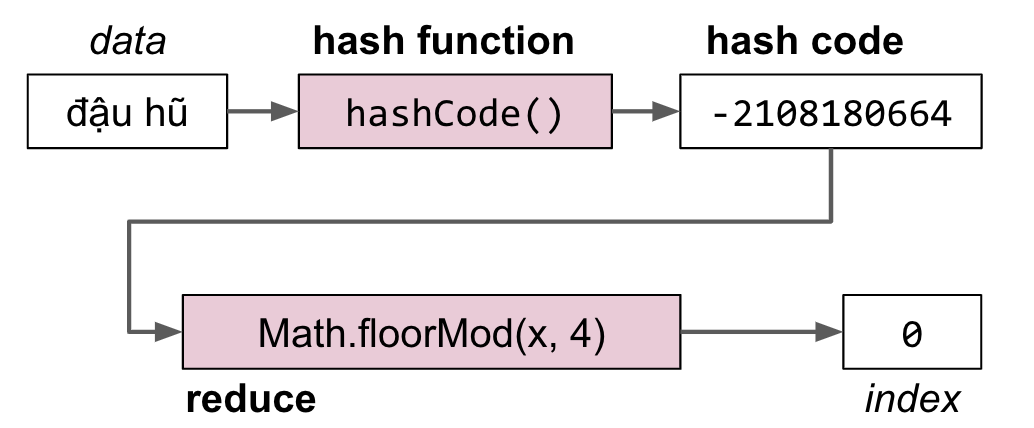 data
hash function
hash code
đậu hũ
hashCode()
-2108180664
Math.floorMod(x, 4)
0
reduce
index